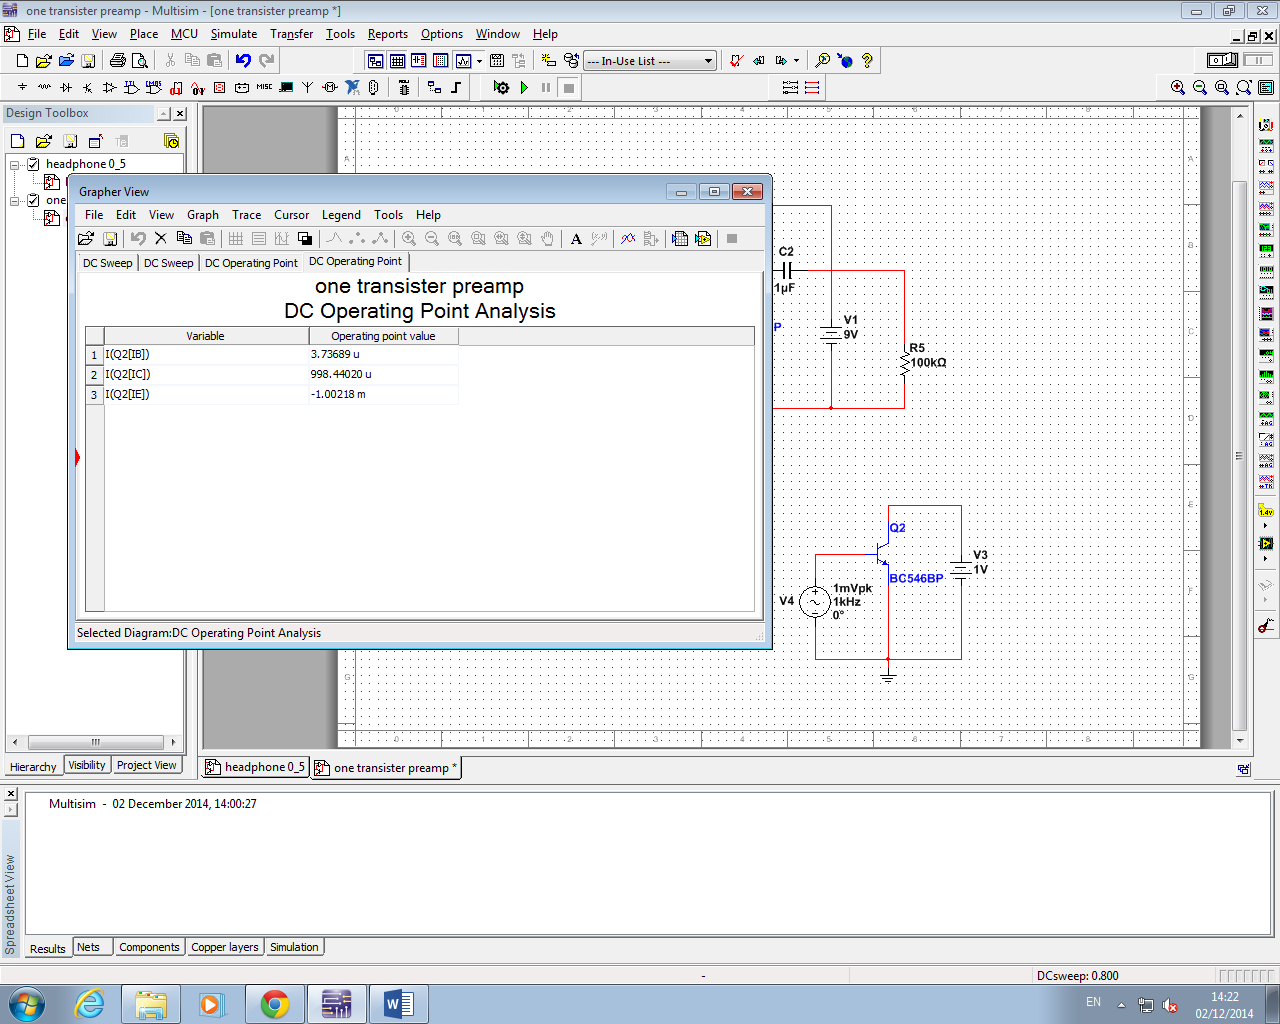 one transister preamp - Multisim - [one transister preamp *]
File Edit View Place MCU Simulate Transfer Tools Reports Options Window Help
--- In-Use List ---
Design Toolbox
headphone 0_5
one
Grapher View
File Edit View Graph Trace Cursor Legend Tools Help
DC Sweep DC Sweep DC Operating Point DC Operating Point
one transister preamp
DC Operating Point Analysis
Variable Operating point value
1 I(Q2[IB]) 3.73689 u
2 I(Q2[IC]) 998.44020 u
3 I(Q2[IE]) -1.00218 m
Selected Diagram:DC Operating Point Analysis
C2
1µF
P
V1
9V
R5
100kΩ
Q2
BC546BP
V3
1V
V4
1mVpk
1kHz
0°
Hierarchy Visibility Project View
headphone 0_5 one transister preamp *
Multisim - 02 December 2014, 14:00:27
Spreadsheet View
Results Nets Components Copper layers Simulation
- DCsweep: 0.800
EN
14:22
02/12/2014